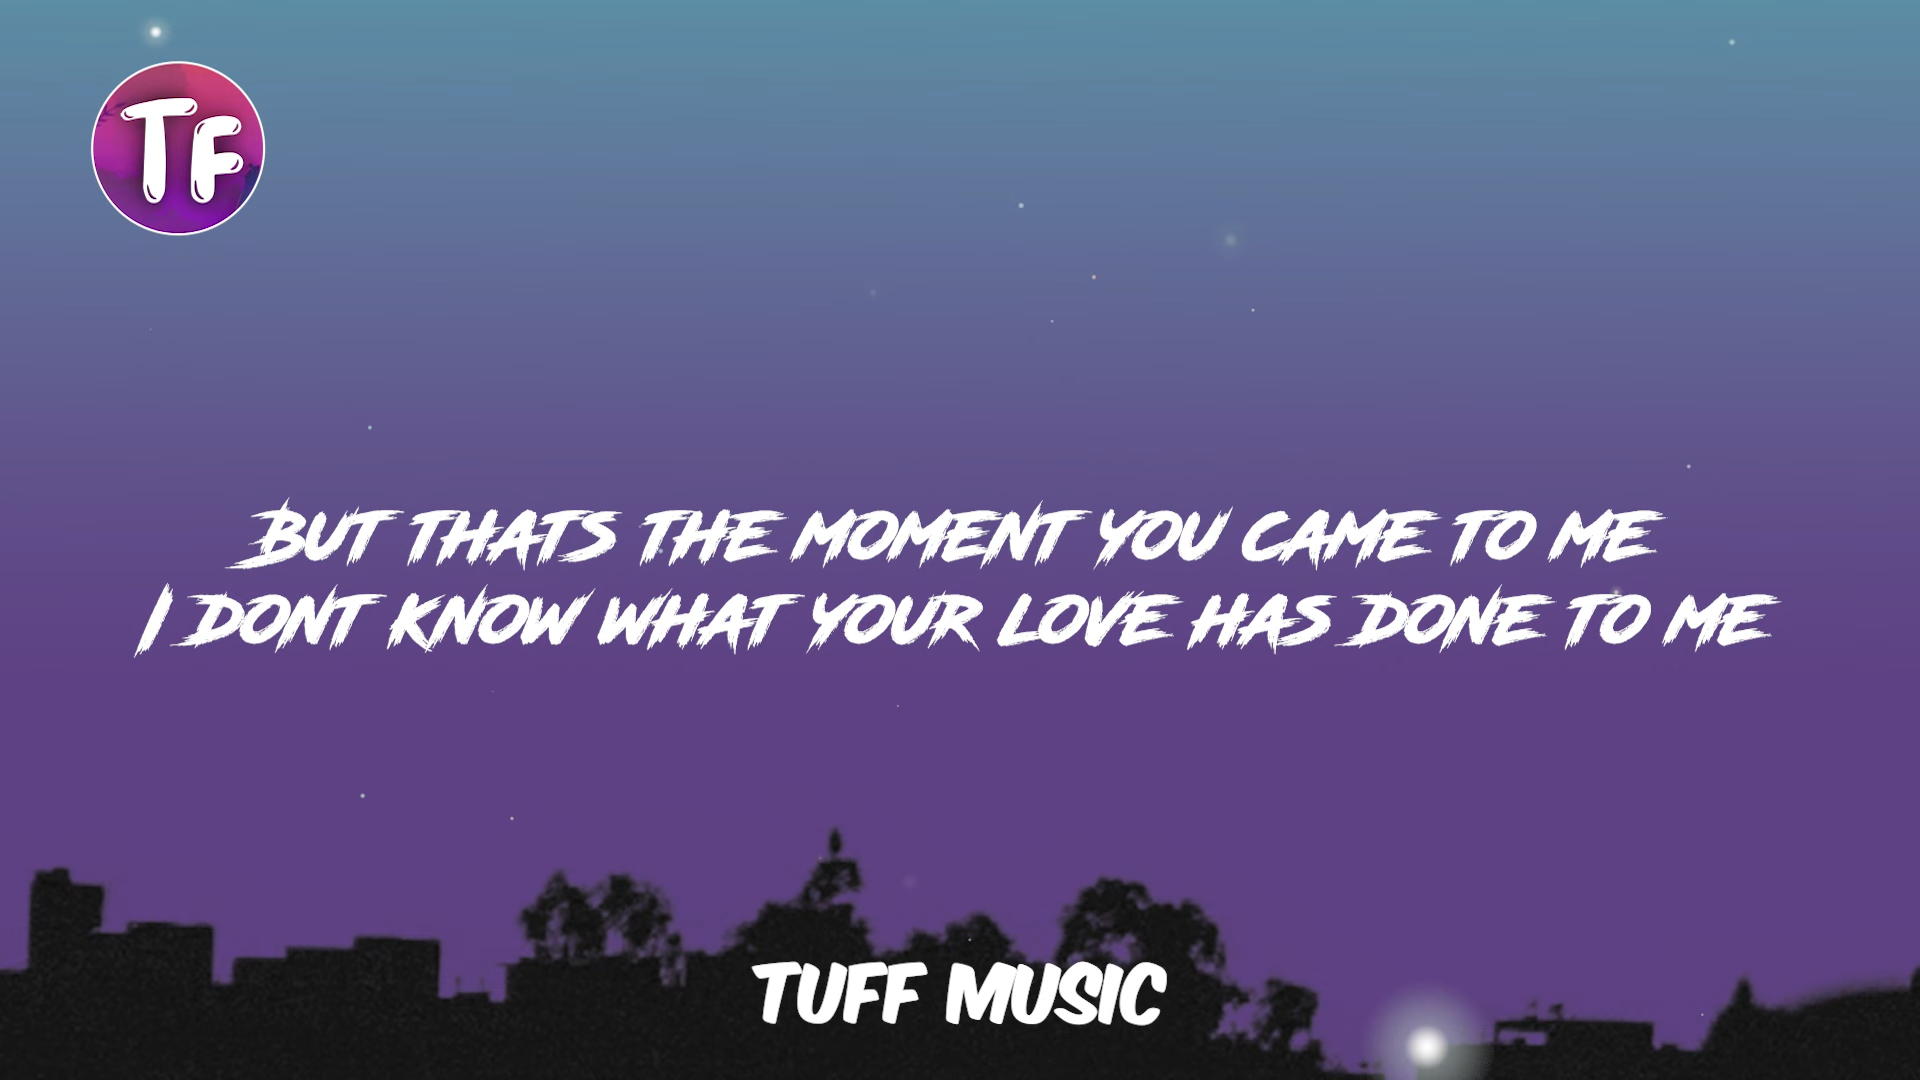 TF
BUT THATS THE MOMENT YOU CAME TO ME
I DONT KNOW WHAT YOUR LOVE HAS DONE TO ME
TUFF MUSIC